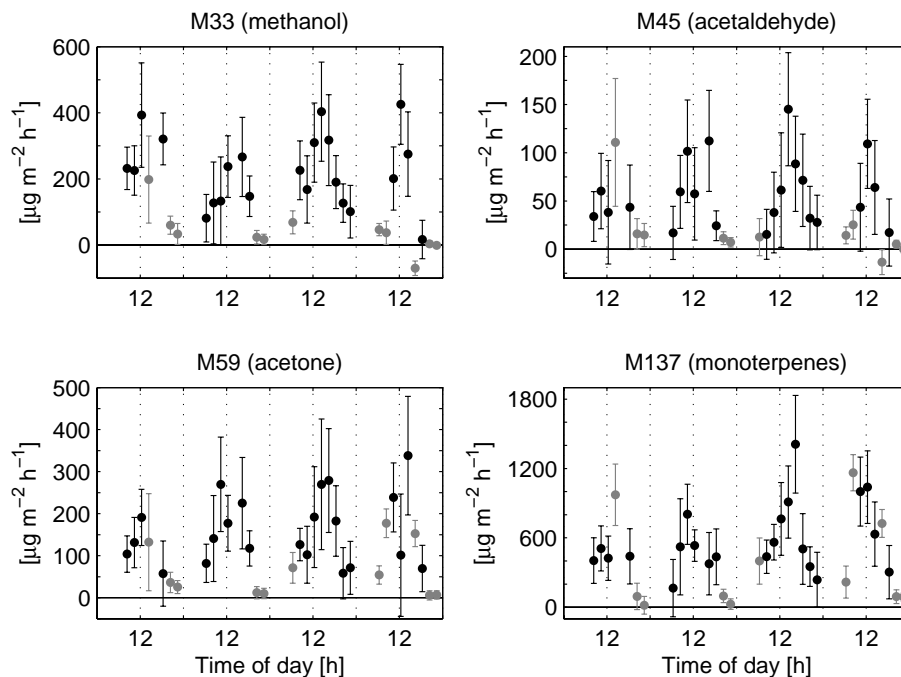 M33 (methanol)
M45 (acetaldehyde)
[µg m−2 h−1]
600
400
200
0
12 12 12 12
[µg m−2 h−1]
200
150
100
50
0
12 12 12 12
M59 (acetone)
M137 (monoterpenes)
[µg m−2 h−1]
500
400
300
200
100
0
12 12 12 12
Time of day [h]
[µg m−2 h−1]
1800
1200
600
0
12 12 12 12
Time of day [h]